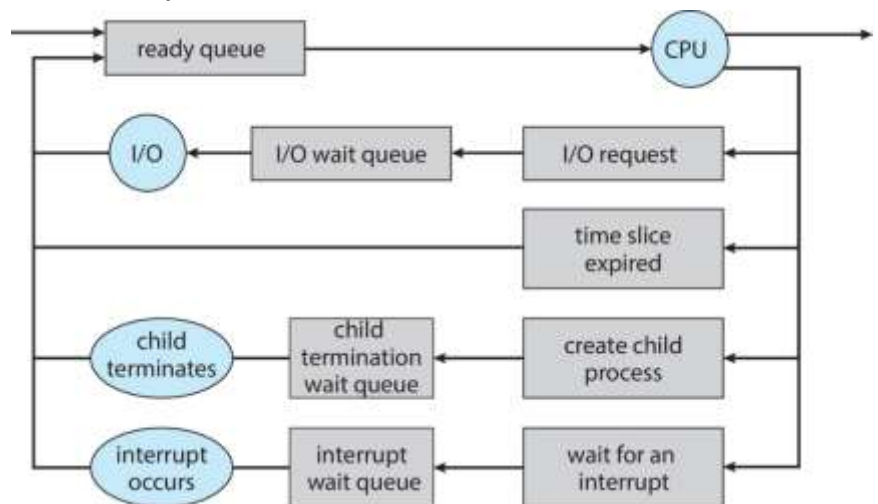 ready queue
CPU
I/O
I/O wait queue
I/O request
time slice
expired
child
terminates
child
termination
wait queue
create child
process
interrupt
occurs
interrupt
wait queue
wait for an
interrupt